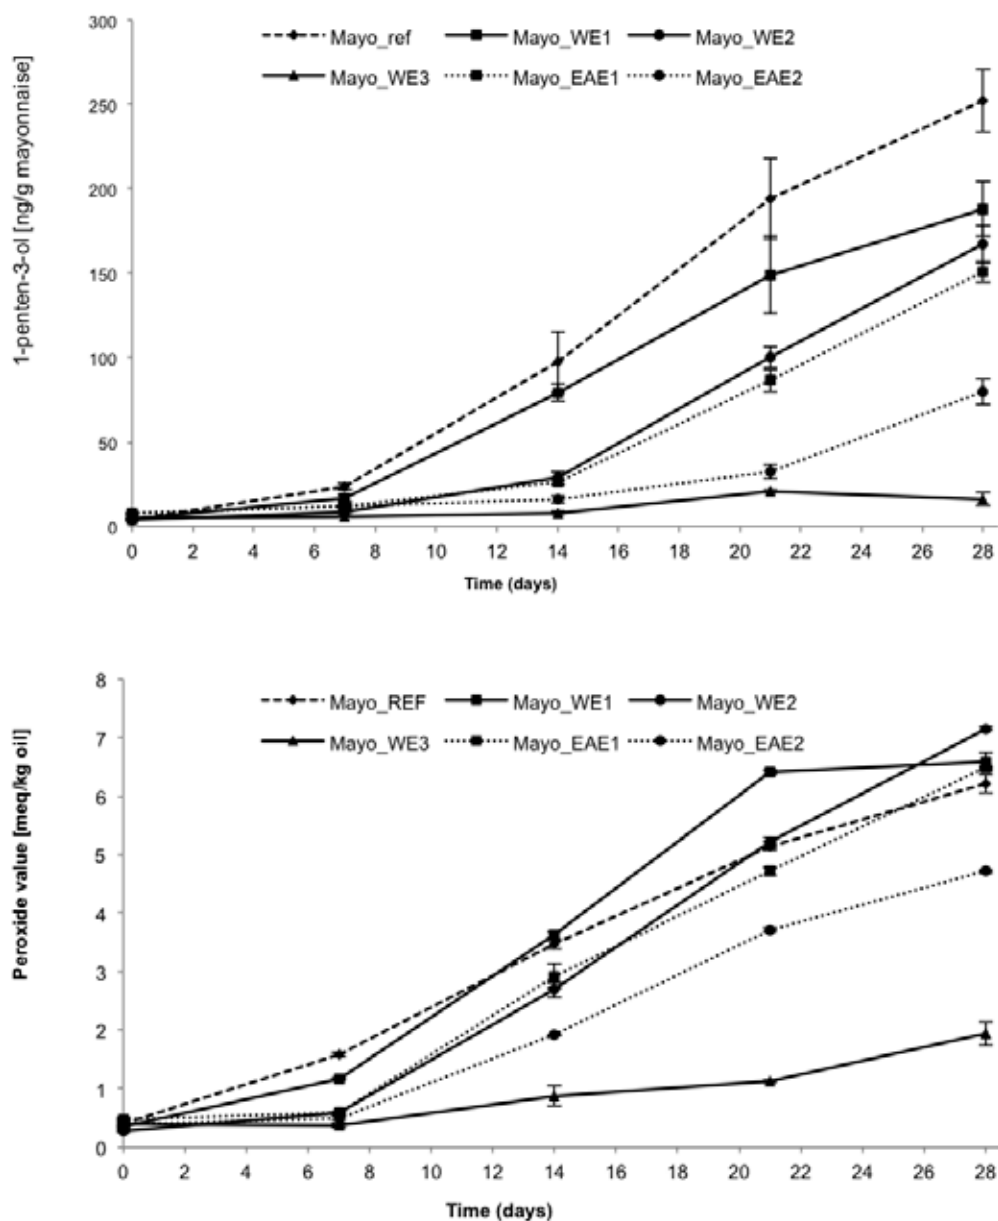 1-penten-3-ol [ng/g mayonnaise]
300
250
200
150
100
50
0
Mayo_ref Mayo_WE1 Mayo_WE2
Mayo_WE3 Mayo_EAE1 Mayo_EAE2
0 2 4 6 8 10 12 14 16 18 20 22 24 26 28
Time (days)
Peroxide value [meq/kg oil]
8
7
6
5
4
3
2
1
0
Mayo_REF Mayo_WE1 Mayo_WE2
Mayo_WE3 Mayo_EAE1 Mayo_EAE2
0 2 4 6 8 10 12 14 16 18 20 22 24 26 28
Time (days)